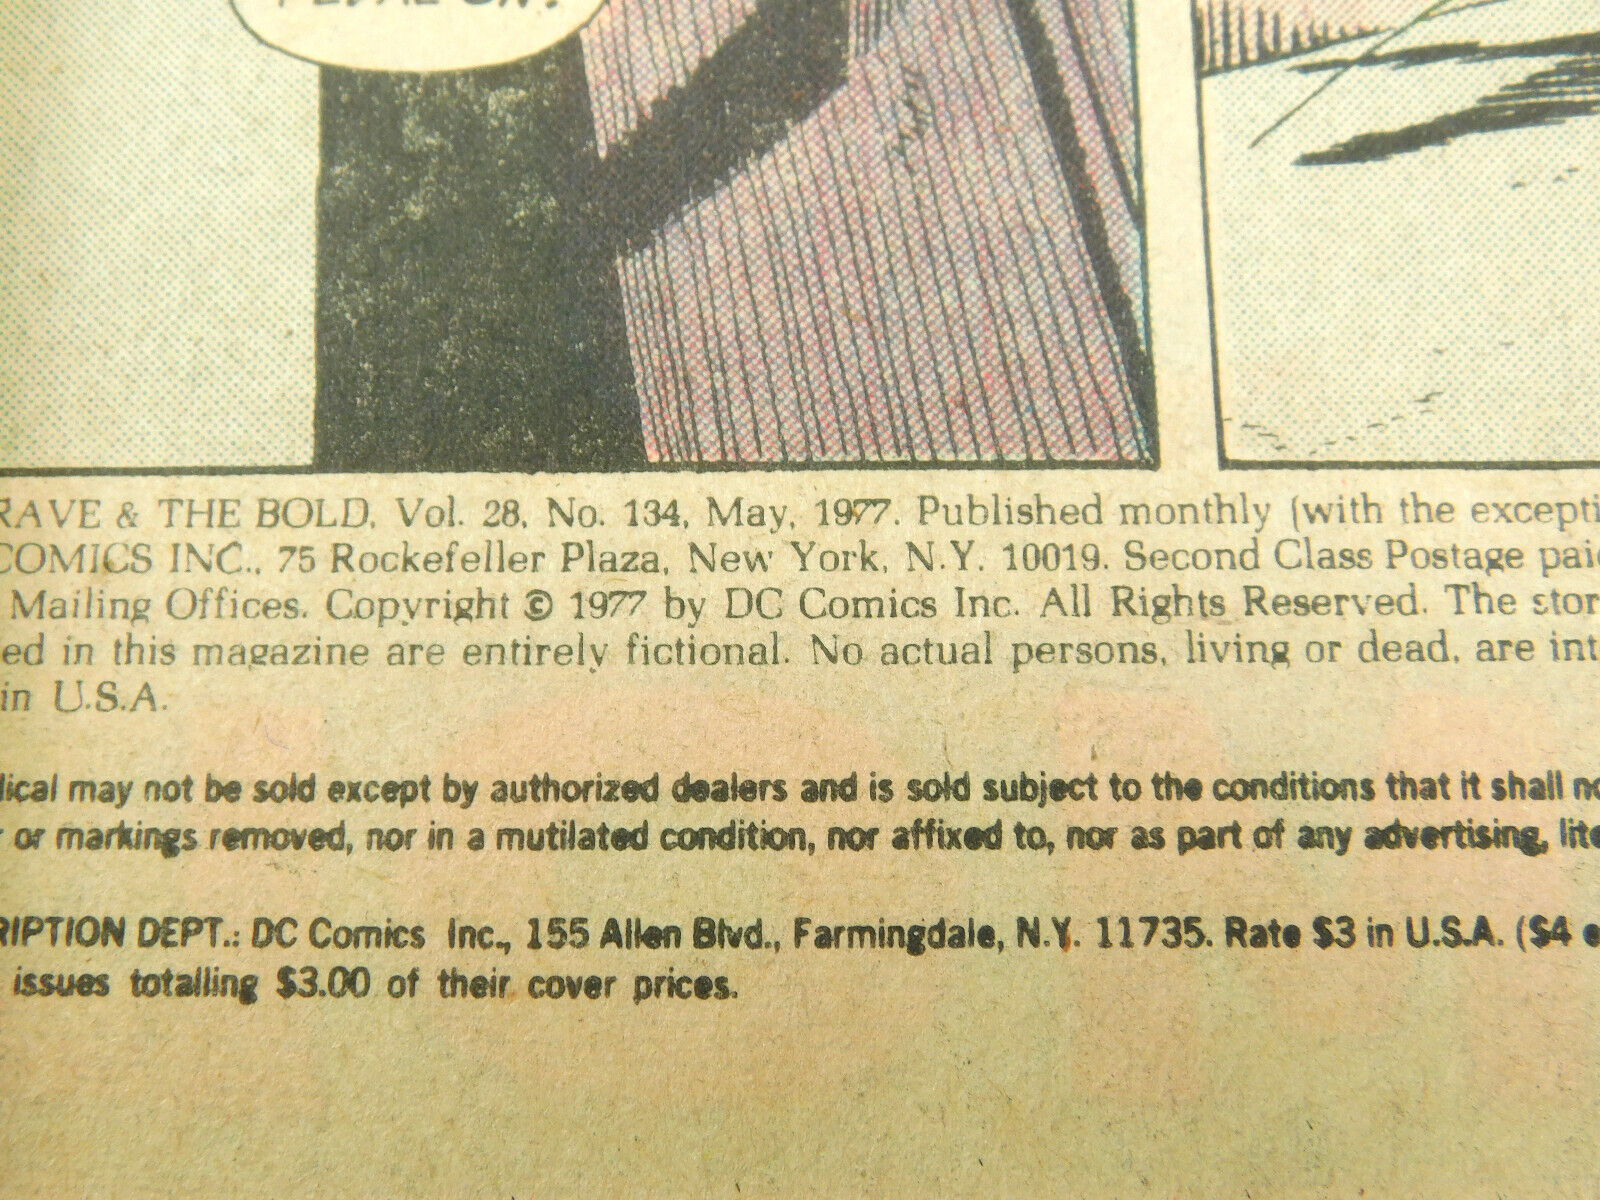 PEDAL ON!
RAVE & THE BOLD, Vol. 28, No. 134, May, 1977. Published monthly (with the excepti
COMICS INC., 75 Rockefeller Plaza, New York, N.Y. 10019. Second Class Postage paid
Mailing Offices. Copyright © 1977 by DC Comics Inc. All Rights Reserved. The stor
ed in this magazine are entirely fictional. No actual persons, living or dead, are int
in U.S.A.
dical may not be sold except by authorized dealers and is sold subject to the conditions that it shall no
r or markings removed, nor in a mutilated condition, nor affixed to, nor as part of any advertising, lite
RIPTION DEPT.: DC Comics Inc., 155 Allen Blvd., Farmingdale, N.Y. 11735. Rate $3 in U.S.A. ($4 e
issues totalling $3.00 of their cover prices.